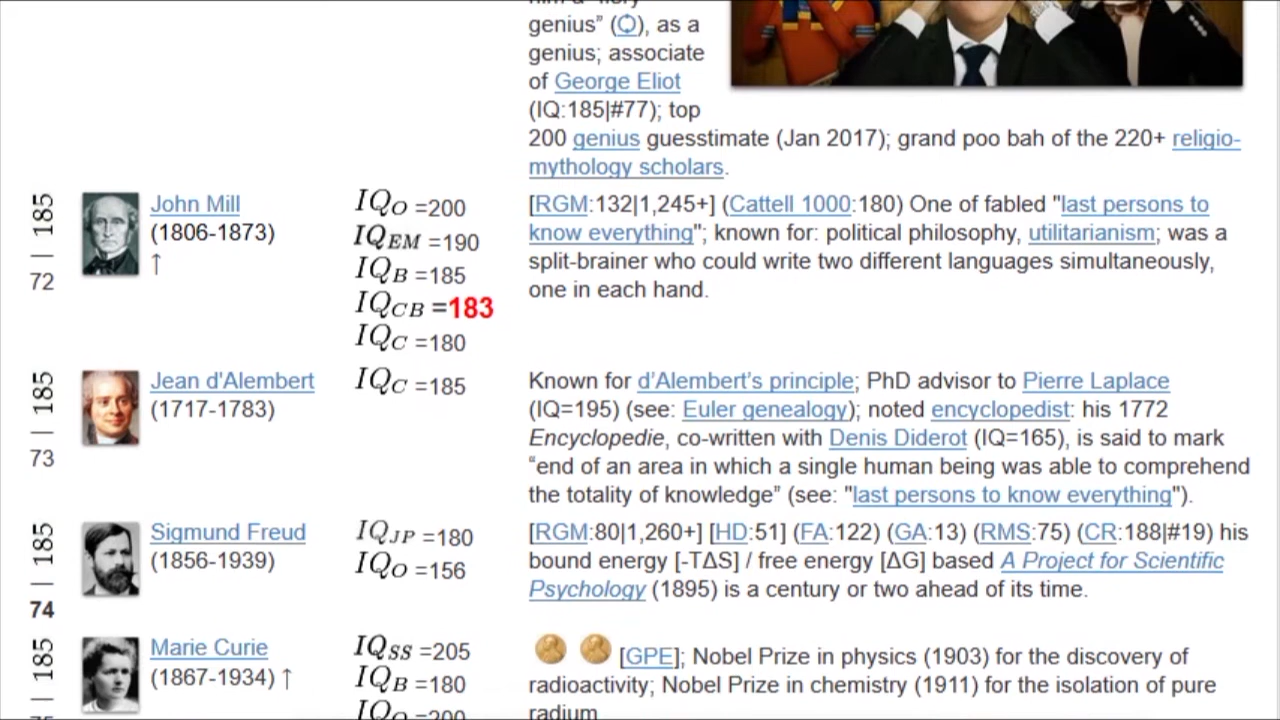 him a "fiery
genius” (), as a
genius; associate
of George Eliot
(IQ:185|#77); top
200 genius guesstimate (Jan 2017); grand poo bah of the 220+ religio-
mythology scholars.
185
—
72
John Mill
(1806-1873)
↑
IQO =200
IQEM =190
IQB =185
IQCB =183
IQC =180
[RGM:132|1,245+] (Cattell 1000:180) One of fabled "last persons to
know everything"; known for: political philosophy, utilitarianism; was a
split-brainer who could write two different languages simultaneously,
one in each hand.
185
—
73
Jean d'Alembert
(1717-1783)
IQC =185
Known for d’Alembert’s principle; PhD advisor to Pierre Laplace
(IQ=195) (see: Euler genealogy); noted encyclopedist: his 1772
Encyclopedie, co-written with Denis Diderot (IQ=165), is said to mark
“end of an area in which a single human being was able to comprehend
the totality of knowledge” (see: "last persons to know everything").
185
—
74
Sigmund Freud
(1856-1939)
IQJP =180
IQO =156
[RGM:80|1,260+] [HD:51] (FA:122) (GA:13) (RMS:75) (CR:188|#19) his
bound energy [-TΔS] / free energy [ΔG] based A Project for Scientific
Psychology (1895) is a century or two ahead of its time.
185
—
75
Marie Curie
(1867-1934) ↑
IQSS =205
IQB =180
IQO =200
[GPE]; Nobel Prize in physics (1903) for the discovery of
radioactivity; Nobel Prize in chemistry (1911) for the isolation of pure
radium